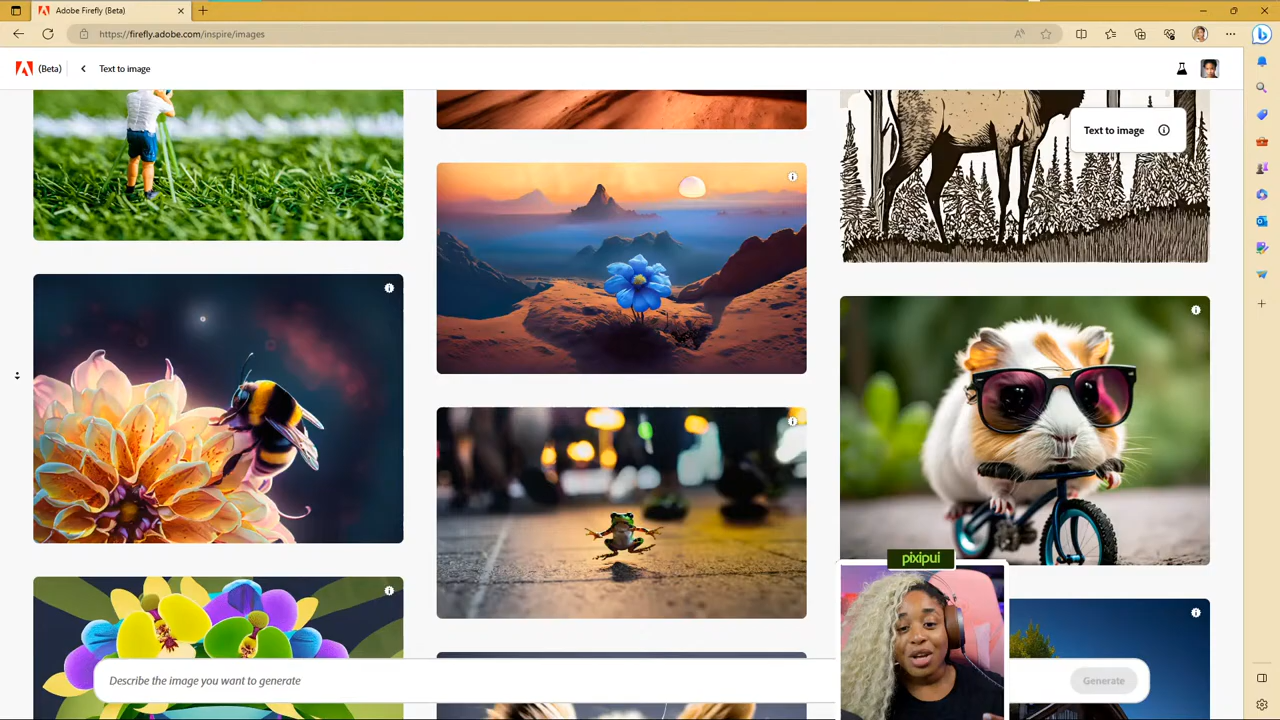 Adobe Firefly (Beta)
https://firefly.adobe.com/inspire/images
(Beta)
Text to image
Text to image
pixipui
Describe the image you want to generate
Generate